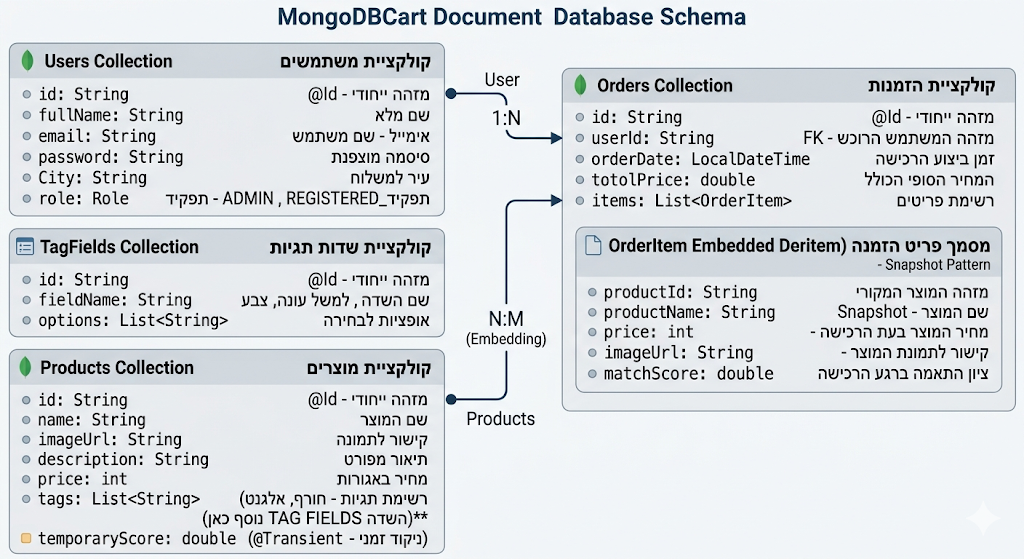 MongoDBCart Document Database Schema
Users Collection קולקציית משתמשים
id: String מזהה ייחודי - @Id
fullName: String שם מלא
email: String אימייל - שם משתמש
password: String סיסמה מוצפנת
City: String עיר למשלוח
role: Role תפקיד - ADMIN , REGISTERED_תפקיד
TagFields Collection קולקציית שדות תגיות
id: String מזהה ייחודי - @Id
fieldName: String שם השדה , למשל עונה, צבע
options: List<String> אופציות לבחירה
Products Collection קולקציית מוצרים
id: String מזהה ייחודי - @Id
name: String שם המוצר
imageUrl: String קישור לתמונה
description: String תיאור מפורט
price: int מחיר באגורות
tags: List<String> רשימת תגיות - חורף, אלגנט)
**(השדה TAG FIELDS נוסף כאן)
temporaryScore: double (@Transient - ניקוד זמני)
User
1:N
N:M
(Embedding)
Products
Orders Collection קולקציית הזמנות
id: String מזהה ייחודי - @Id
userId: String מזהה המשתמש הרוכש - FK
orderDate: LocalDateTime זמן ביצוע הרכישה
totolPrice: double המחיר הסופי הכולל
items: List<OrderItem> רשימת פריטים
OrderItem Embedded Deritem) מסמך פריט הזמנה
- Snapshot Pattern
productId: String מזהה המוצר המקורי
productName: String שם המוצר - Snapshot
price: int מחיר המוצר בעת הרכישה -
imageUrl: String קישור לתמונת המוצר -
matchScore: double ציון התאמה ברגע הרכישה